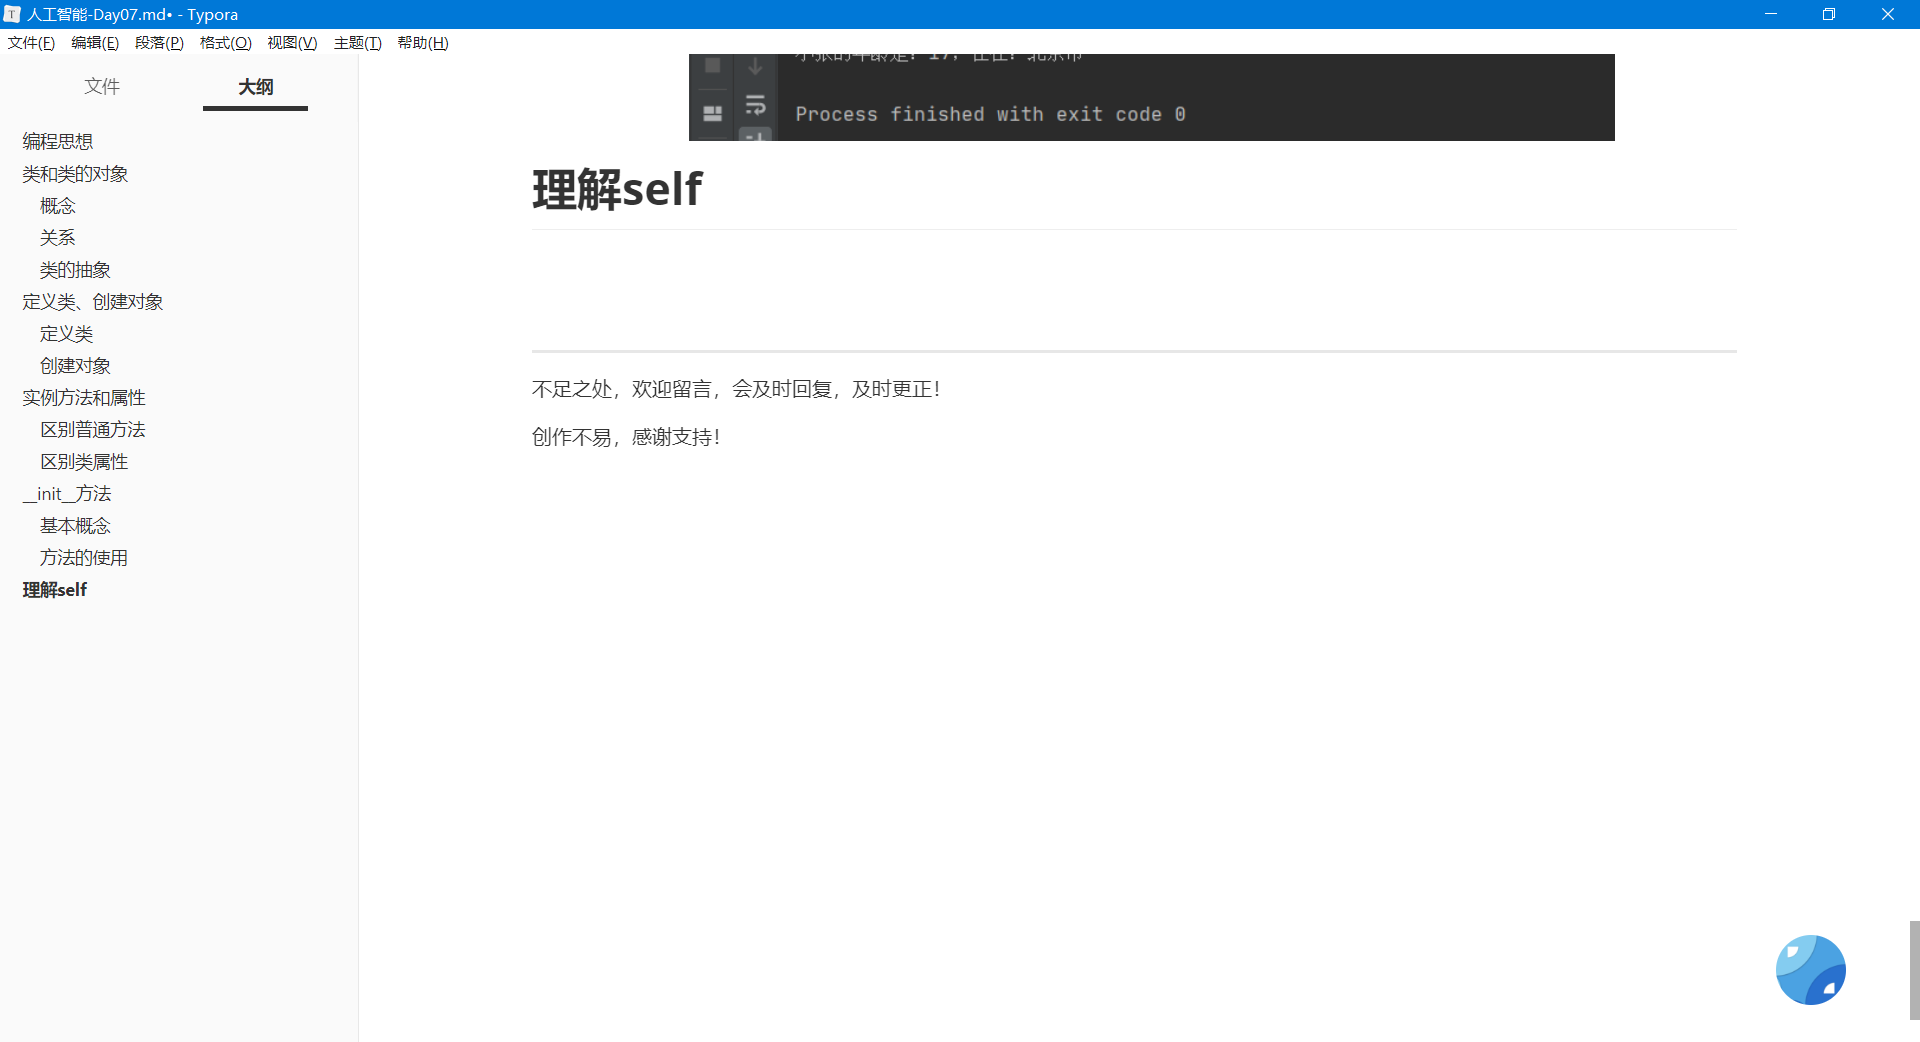 人工智能-Day07.md• - Typora
文件(F) 编辑(E) 段落(P) 格式(O) 视图(V) 主题(T) 帮助(H)
文件 大纲
编程思想
类和类的对象
概念
关系
类的抽象
定义类、创建对象
定义类
创建对象
实例方法和属性
区别普通方法
区别类属性
__init__方法
基本概念
方法的使用
理解self
Process finished with exit code 0
理解self
不足之处，欢迎留言，会及时回复，及时更正！
创作不易，感谢支持！